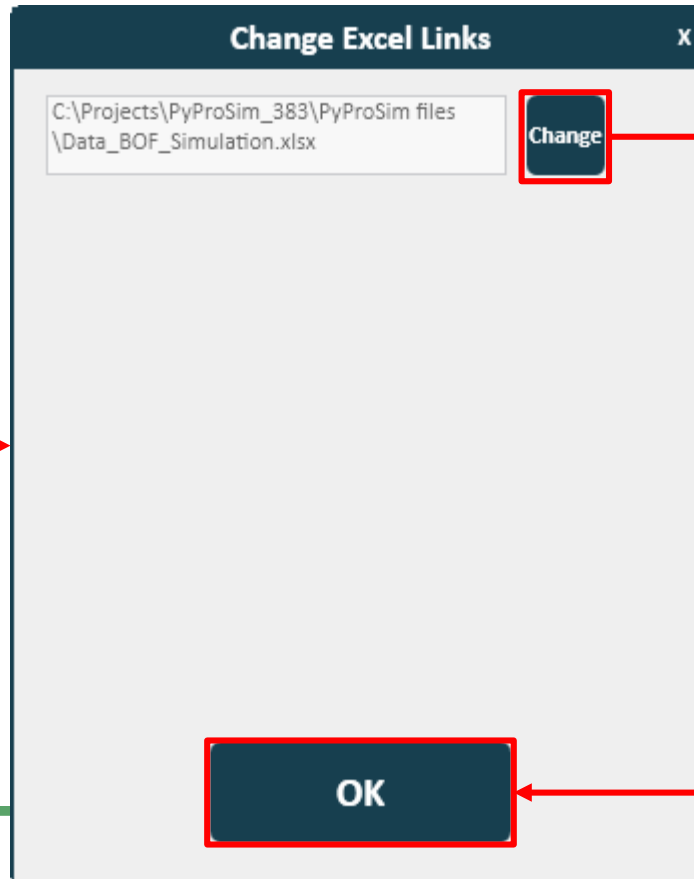 Change Excel Links
X
C:\Projects\PyProSim_383\PyProSim files
\Data_BOF_Simulation.xlsx
Change
OK